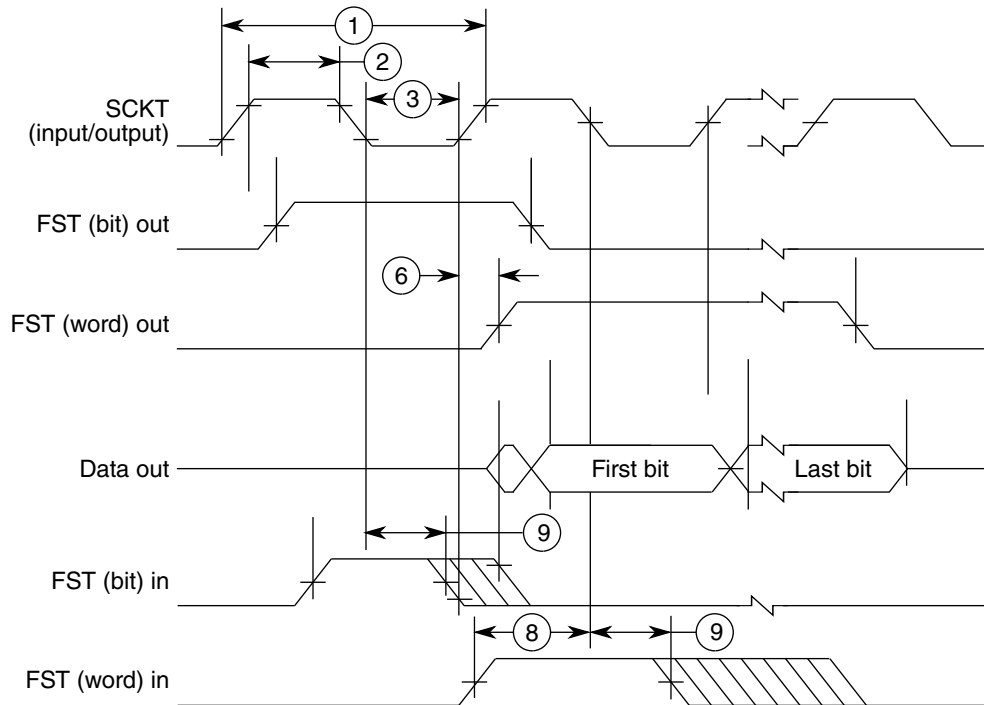 1
2
3
SCKT
(input/output)
FST (bit) out
6
FST (word) out
Data out
First bit
Last bit
9
FST (bit) in
8
9
FST (word) in